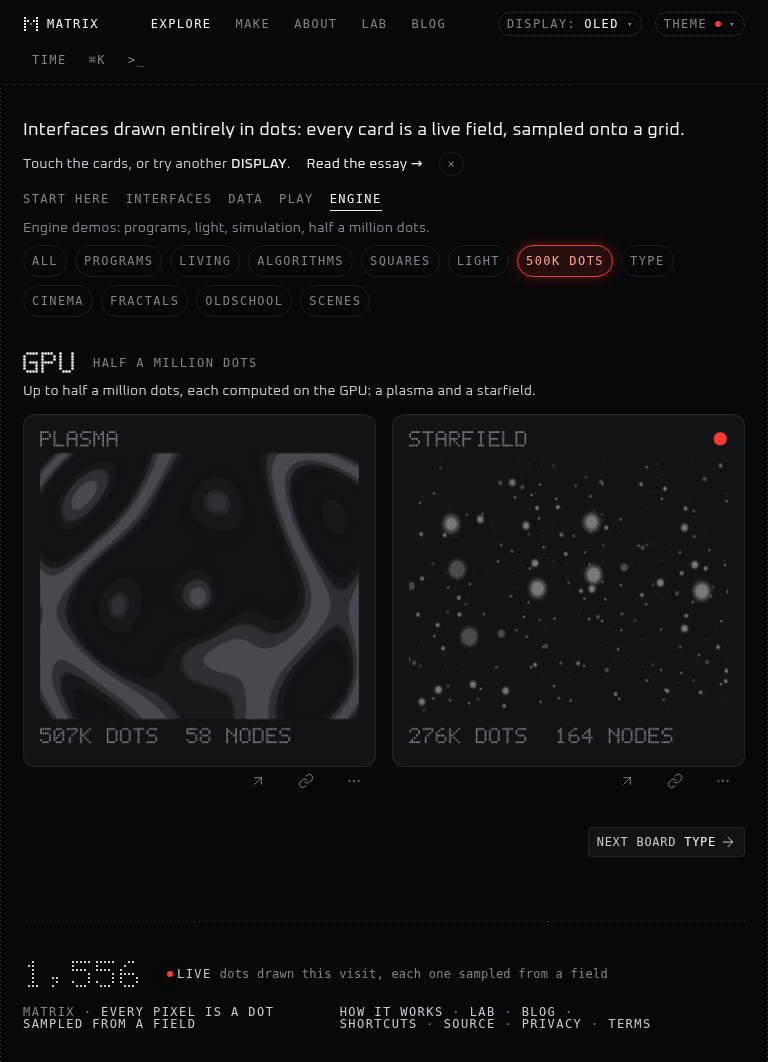 MATRIX EXPLORE MAKE ABOUT LAB BLOG DISPLAY: OLED ▾ THEME ▾
TIME ⌘K >_
Interfaces drawn entirely in dots: every card is a live field, sampled onto a grid.
Touch the cards, or try another DISPLAY. Read the essay → ×
START HERE INTERFACES DATA PLAY ENGINE
Engine demos: programs, light, simulation, half a million dots.
ALL PROGRAMS LIVING ALGORITHMS SQUARES LIGHT 500K DOTS TYPE
CINEMA FRACTALS OLDSCHOOL SCENES
GPU HALF A MILLION DOTS
Up to half a million dots, each computed on the GPU: a plasma and a starfield.
PLASMA
507K DOTS 58 NODES
STARFIELD
276K DOTS 164 NODES
NEXT BOARD TYPE →
1,556 LIVE dots drawn this visit, each one sampled from a field
MATRIX · EVERY PIXEL IS A DOT
SAMPLED FROM A FIELD
HOW IT WORKS · LAB · BLOG ·
SHORTCUTS · SOURCE · PRIVACY · TERMS